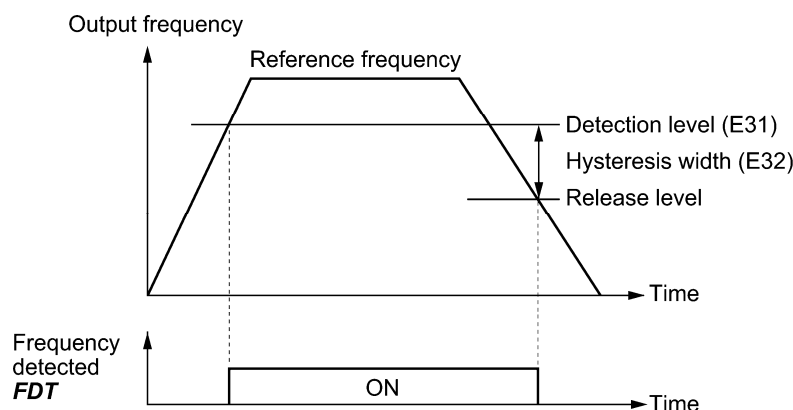 Output frequency
Reference frequency
Detection level (E31)
Hysteresis width (E32)
Release level
Time
Frequency
detected
FDT
ON
Time